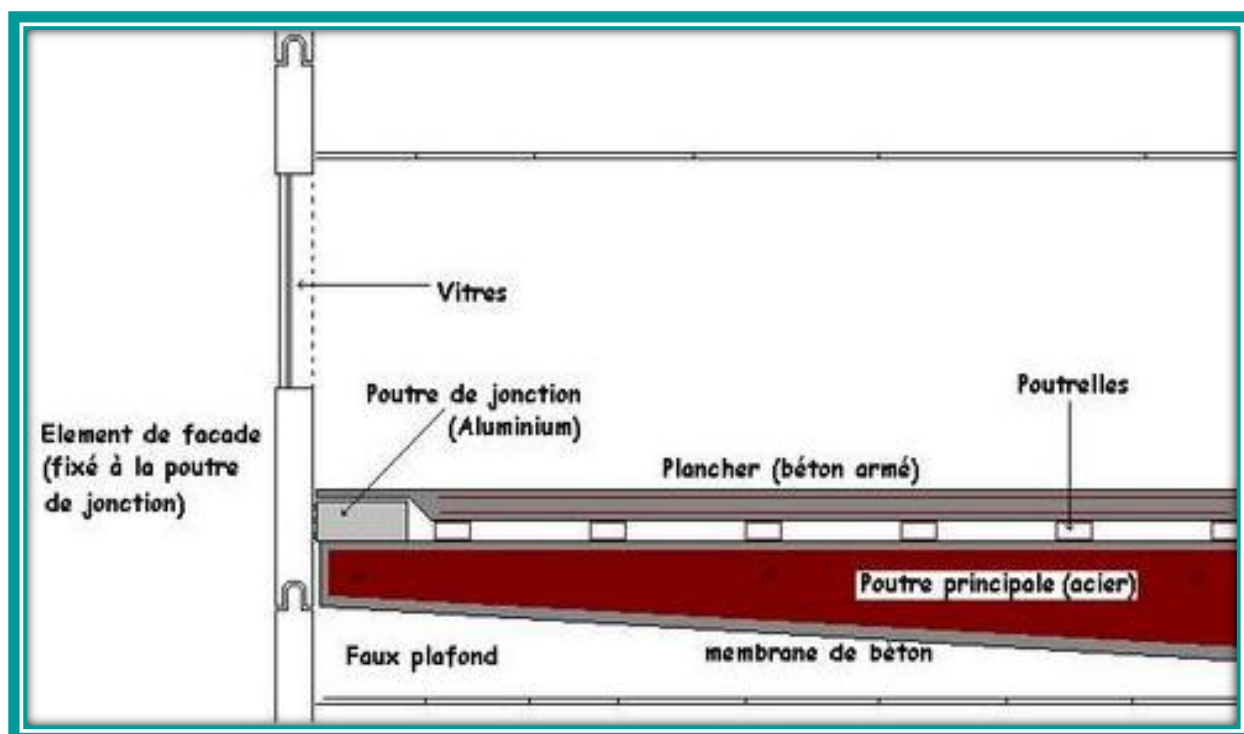 Vitres
Poutre de jonction
(Aluminium)
Poutrelles
Element de facade
(fixé à la poutre
de jonction)
Plancher (béton armé)
Poutre principale (acier)
Faux plafond
membrane de bèton